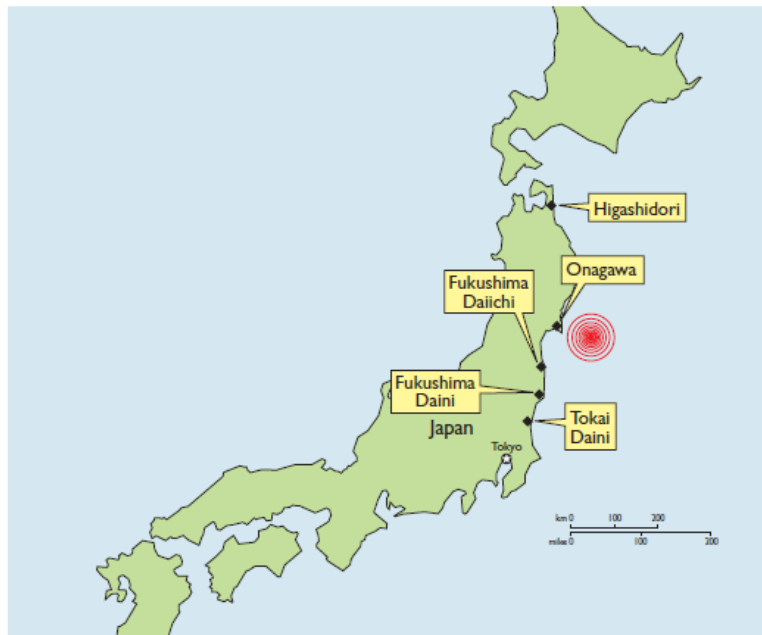 Higashidori
Onagawa
Fukushima
Daiichi
Fukushima
Daini
Japan
Tokai
Daini
Tokyo
km 0 100 200
miles 0 100 200